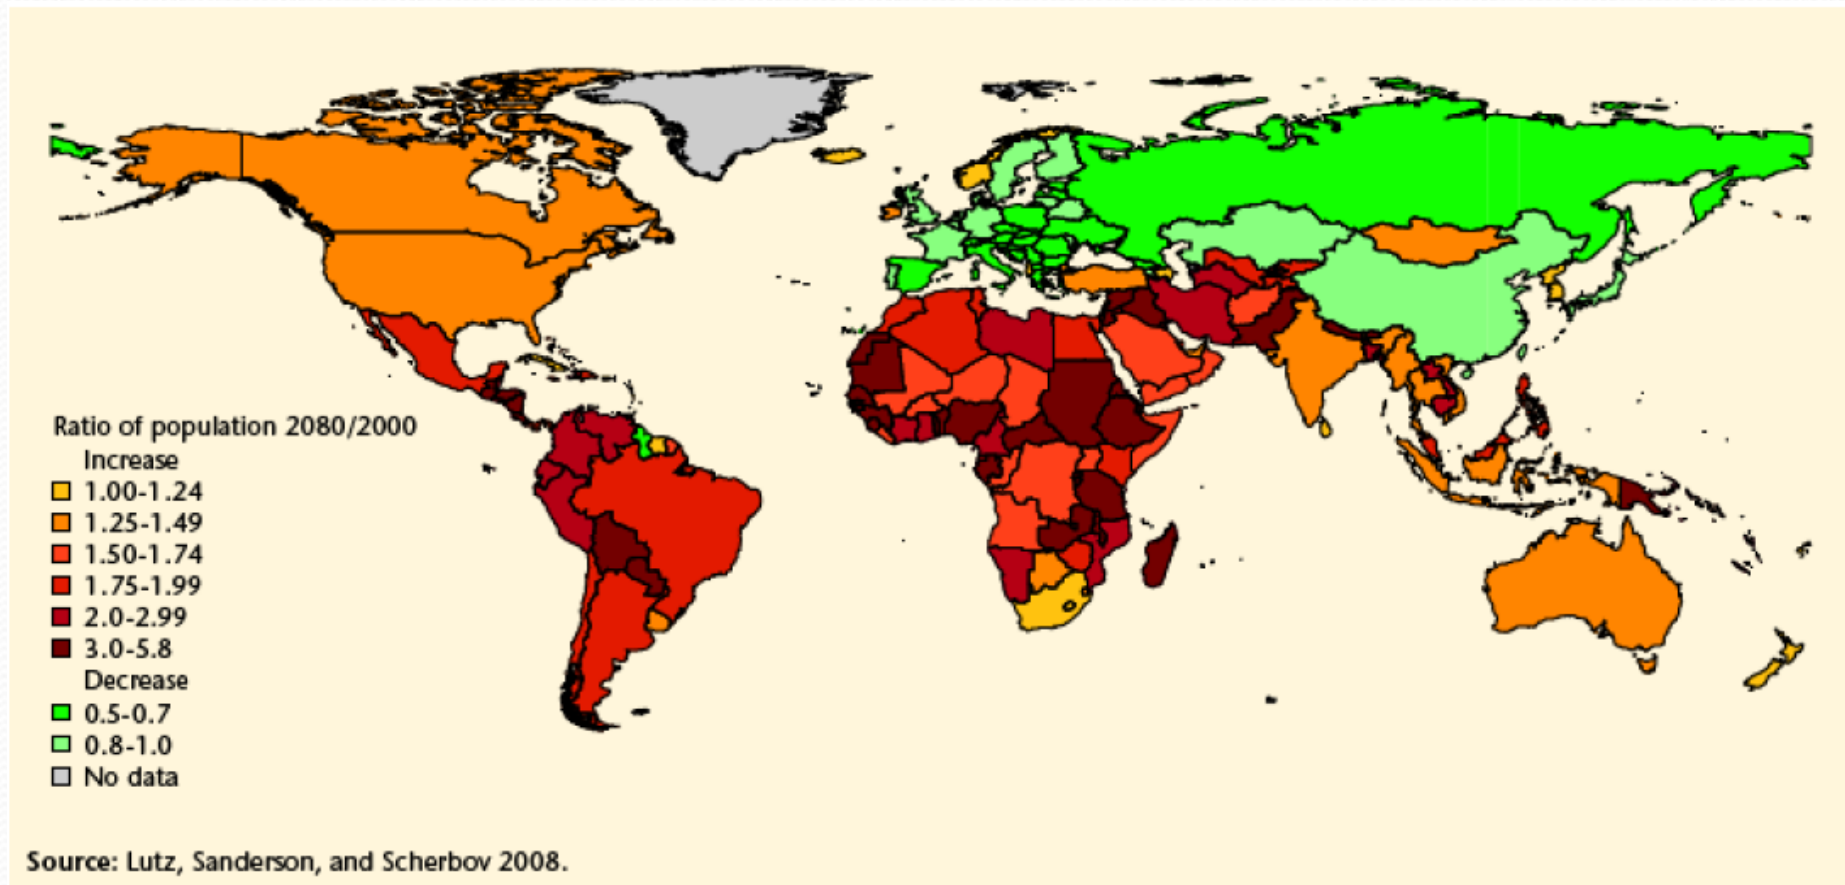 Ratio of population 2080/2000
Increase
1.00-1.24
1.25-1.49
1.50-1.74
1.75-1.99
2.0-2.99
3.0-5.8
Decrease
0.5-0.7
0.8-1.0
No data
Source: Lutz, Sanderson, and Scherbov 2008.